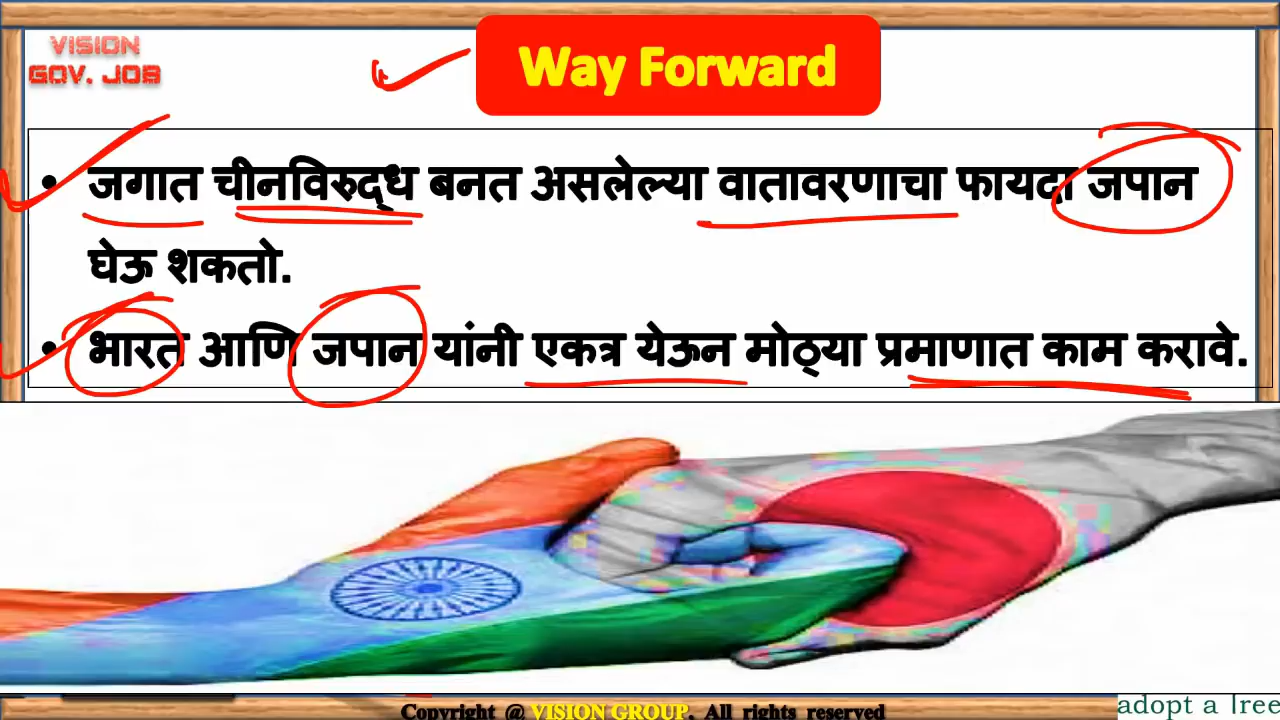 VISION
GOV. JOB
Way Forward
• जगात चीनविरुद्ध बनत असलेल्या वातावरणाचा फायदा जपान
घेऊ शकतो.
• भारत आणि जपान यांनी एकत्र येऊन मोठ्या प्रमाणात काम करावे.
Copyright @ VISION GROUP. All rights reserved
adopt a Tree